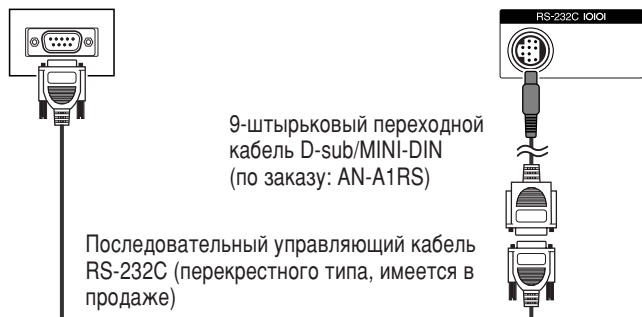 RS-232C IOIOI
9-штырьковый переходной
кабель D-sub/MINI-DIN
(по заказу: AN-A1RS)
Последовательный управляющий кабель
RS-232C (перекрестного типа, имеется в
продаже)